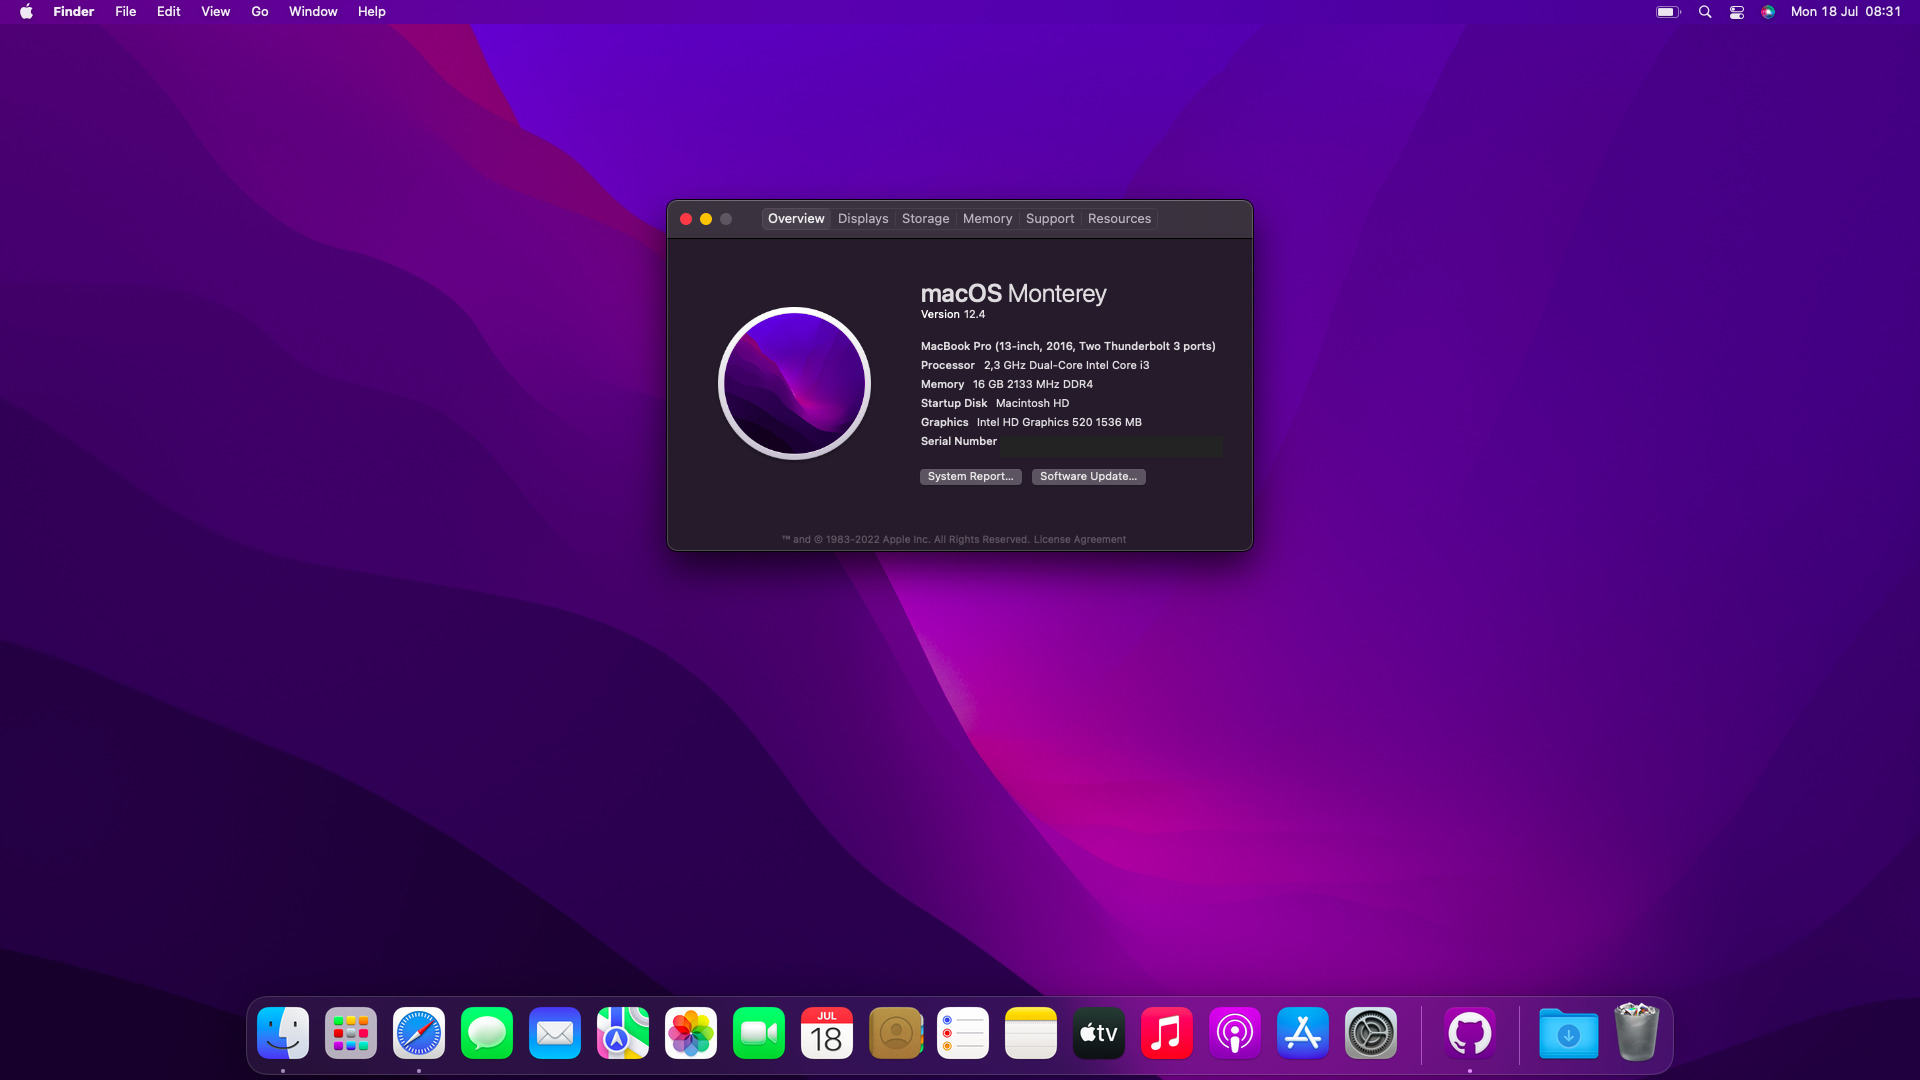 Finder File Edit View Go Window Help Mon 18 Jul 08:31
Overview Displays Storage Memory Support Resources
macOS Monterey
Version 12.4
MacBook Pro (13-inch, 2016, Two Thunderbolt 3 ports)
Processor 2,3 GHz Dual-Core Intel Core i3
Memory 16 GB 2133 MHz DDR4
Startup Disk Macintosh HD
Graphics Intel HD Graphics 520 1536 MB
Serial Number
System Report... Software Update...
™ and © 1983-2022 Apple Inc. All Rights Reserved. License Agreement
JUL
18
tv